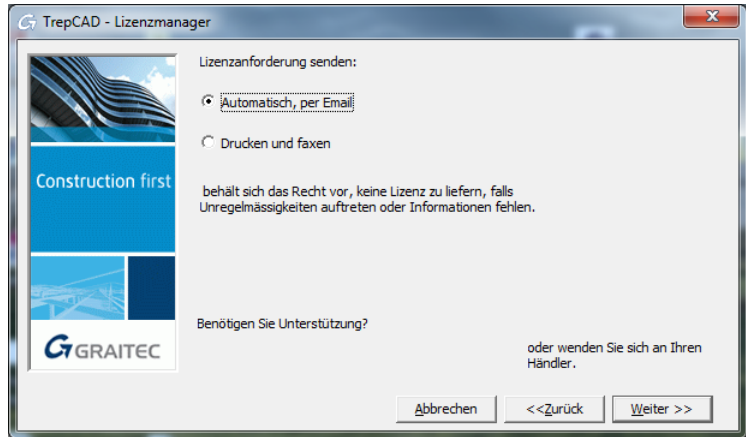 TrepCAD - Lizenzmanager
Lizenzanforderung senden:
Automatisch, per Email
Drucken und faxen
Construction first
behält sich das Recht vor, keine Lizenz zu liefern, falls
Unregelmässigkeiten auftreten oder Informationen fehlen.
Benötigen Sie Unterstützung?
GRAITEC
oder wenden Sie sich an Ihren
Händler.
Abbrechen
<<Zurück
Weiter >>